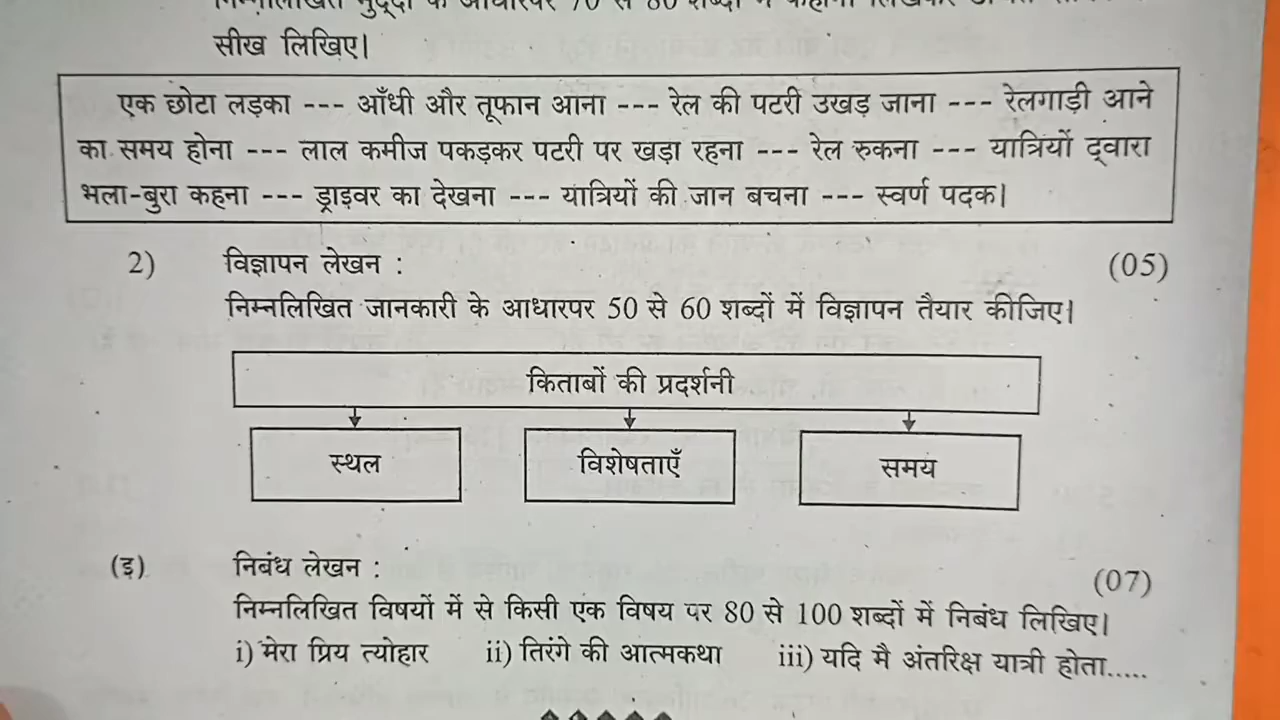 सीख लिखिए।
एक छोटा लड़का --- आँधी और तूफान आना --- रेल की पटरी उखड़ जाना --- रेलगाड़ी आने
का समय होना --- लाल कमीज पकड़कर पटरी पर खड़ा रहना --- रेल रुकना --- यात्रियों द्‌वारा
भला-बुरा कहना --- ड्राइवर का देखना --- यात्रियों की जान बचना --- स्वर्ण पदक।
2) विज्ञापन लेखन : (05)
निम्नलिखित जानकारी के आधारपर 50 से 60 शब्दों में विज्ञापन तैयार कीजिए।
किताबों की प्रदर्शनी
स्थल विशेषताएँ समय
(इ) निबंध लेखन : (07)
निम्नलिखित विषयों में से किसी एक विषय पर 80 से 100 शब्दों में निबंध लिखिए।
i) मेरा प्रिय त्योहार ii) तिरंगे की आत्मकथा iii) यदि मै अंतरिक्ष यात्री होता.....